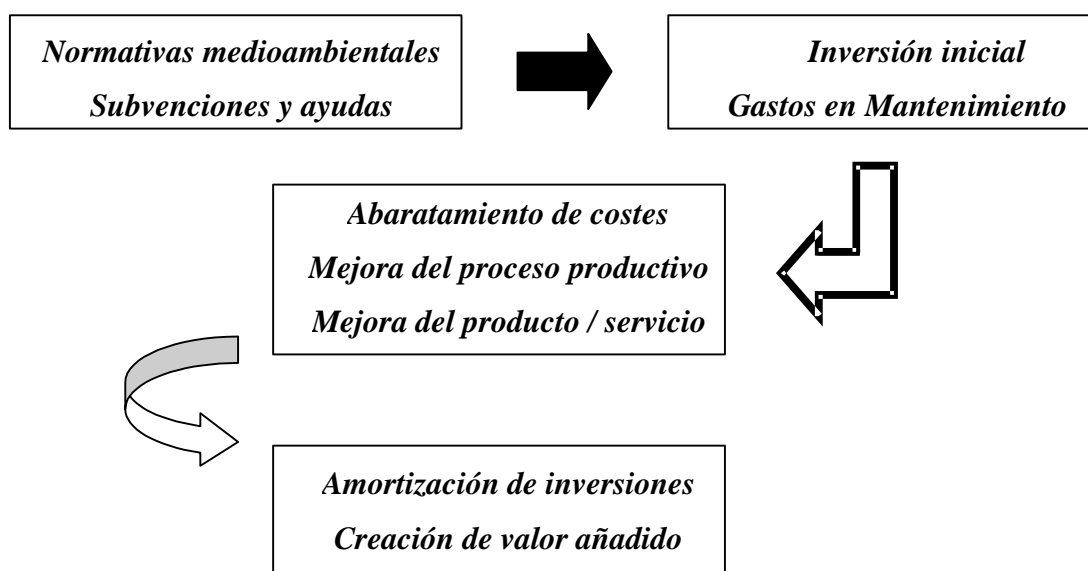 Normativas medioambientales
Subvenciones y ayudas
Inversión inicial
Gastos en Mantenimiento
Abaratamiento de costes
Mejora del proceso productivo
Mejora del producto / servicio
Amortización de inversiones
Creación de valor añadido